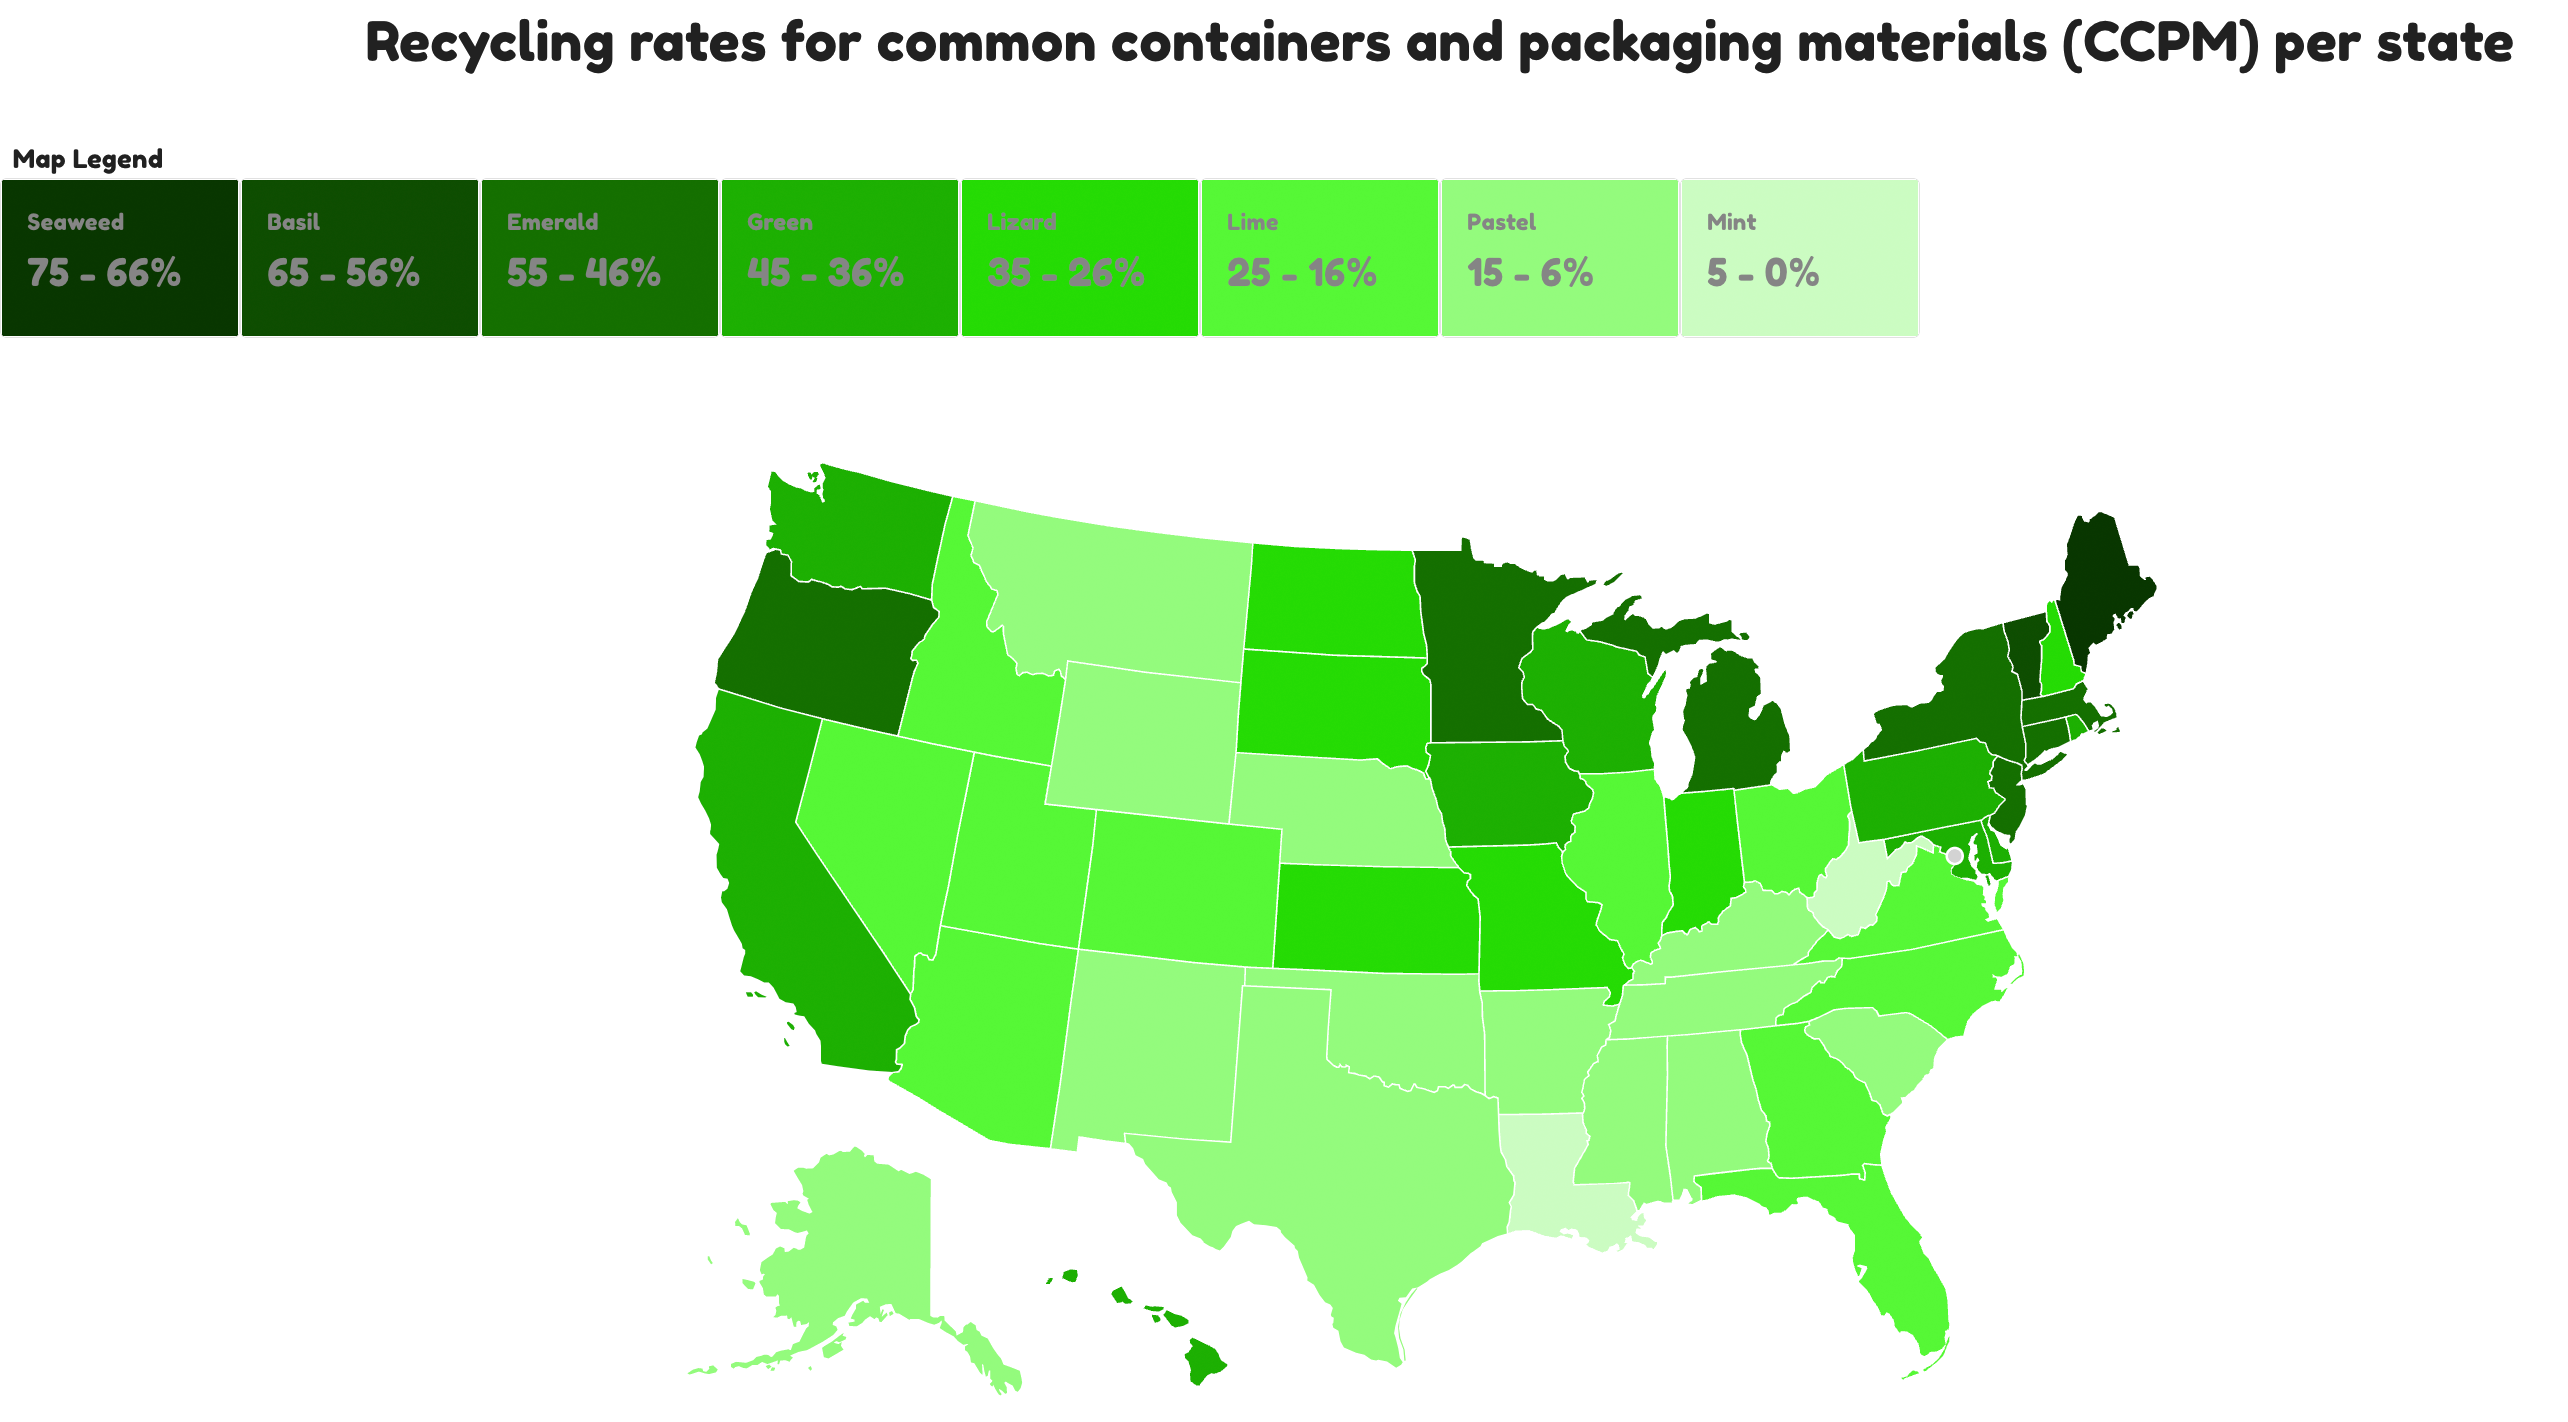 Recycling rates for common containers and packaging materials (CCPM) per state
Map Legend
Seaweed
75 - 66%
Basil
65 - 56%
Emerald
55 - 46%
Green
45 - 36%
Lizard
35 - 26%
Lime
25 - 16%
Pastel
15 - 6%
Mint
5 - 0%